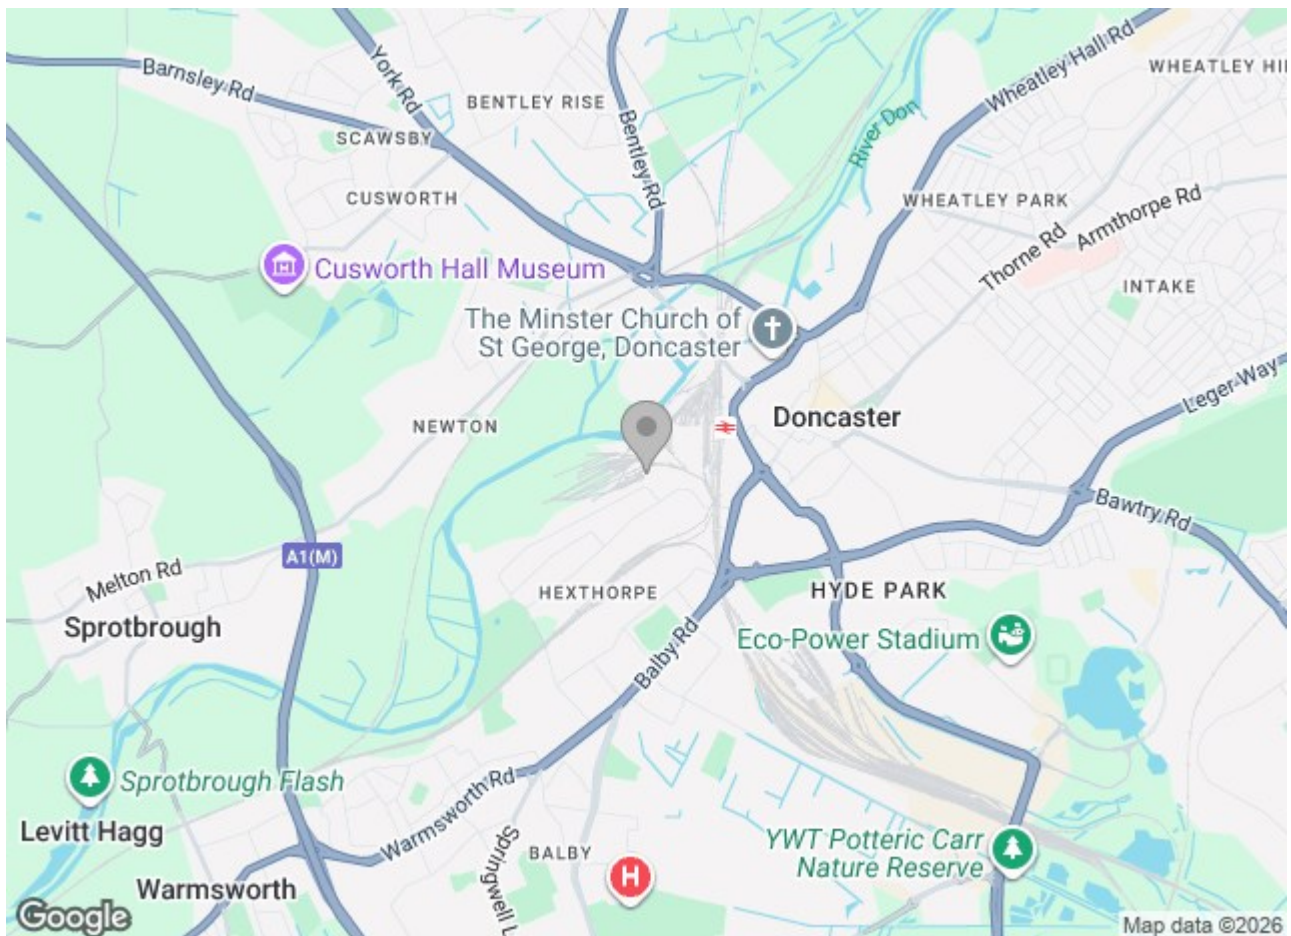 Barnsley Rd
York Rd
BENTLEY RISE
Bentley Rd
SCAWSBY
CUSWORTH
Wheatley Hall Rd
WHEATLEY HI
River Don
WHEATLEY PARK
Armthorpe Rd
Thorne Rd
INTAKE
Cusworth Hall Museum
The Minster Church of
St George, Doncaster
Leger Way
NEWTON
Doncaster
Bawtry Rd
A1(M)
Melton Rd
HEXTHORPE
HYDE PARK
Sprotbrough
Eco-Power Stadium
Balby Rd
Sprotbrough Flash
Levitt Hagg
Warmsworth Rd
Springwell L
BALBY
H
YWT Potteric Carr
Nature Reserve
Warmsworth
Google
Map data ©2026